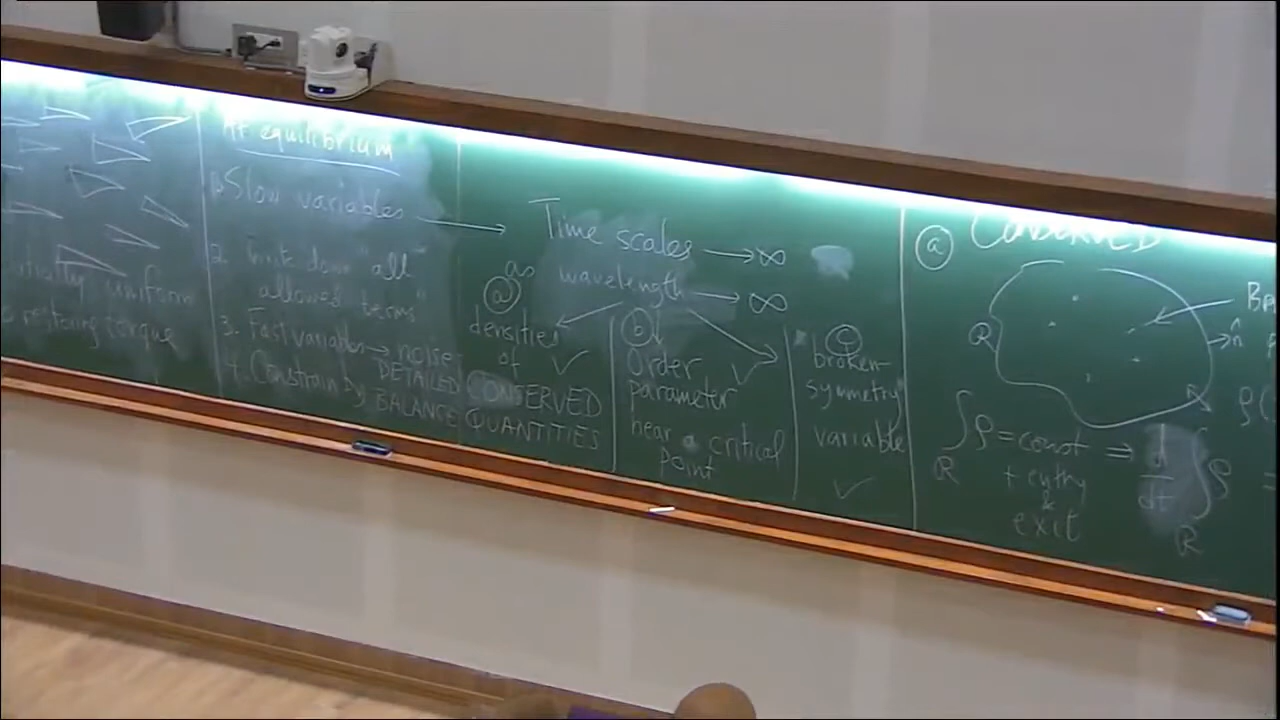 uniform
restoring torque
equilibrium
Slow variables
2. Write down "all"
allowed terms
3. Fast variables → noise
4. Constrain by DETAILED
BALANCE
Time scales → ∞
as wavelength → ∞
ⓐ
densities
of ✓
CONSERVED
QUANTITIES
ⓑ
Order
parameter ✓
near a critical
point
ⓒ
broken-
symmetry
variable
✓
ⓐ CONSERVED
R
n̂
∫ρ = const ⇒ d/dt ∫ρ
R
+ entry
&
exit
R
ρ(
=